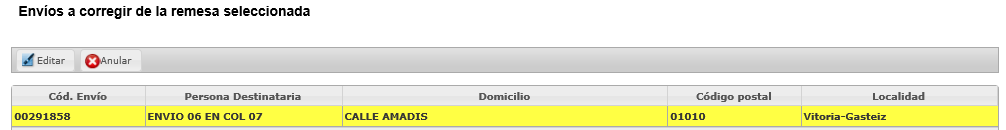 Envíos a corregir de la remesa seleccionada
Editar Anular
Cód. Envío Persona Destinataria Domicilio Código postal Localidad
00291858 ENVIO 06 EN COL 07 CALLE AMADIS 01010 Vitoria-Gasteiz